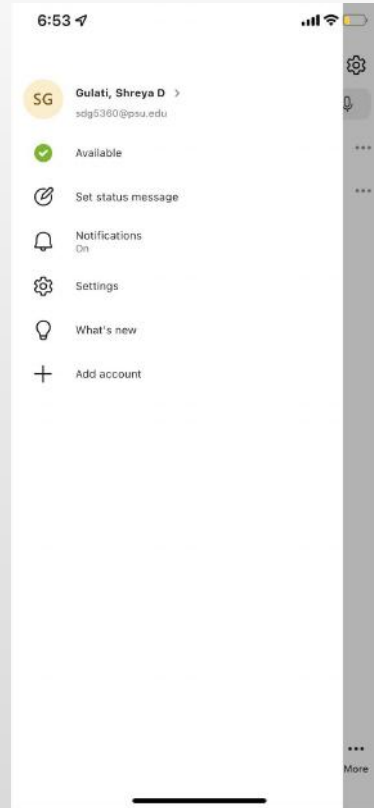 6:53
SG
Gulati, Shreya D
sdg5360@psu.edu
Available
Set status message
Notifications
On
Settings
What's new
Add account
More